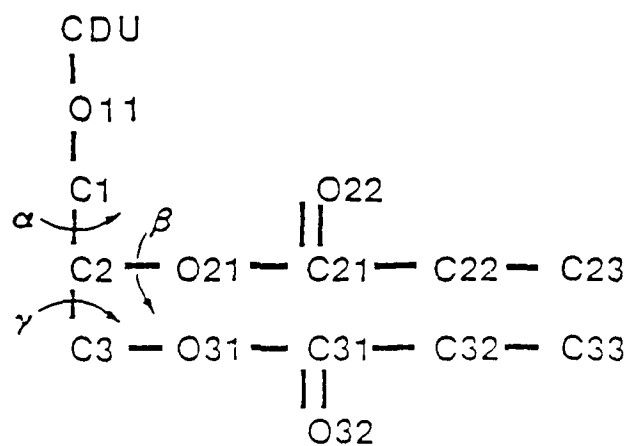 CDU
O11
C1 O22
α β
C2 O21 C21 C22 C23
γ
C3 O31 C31 C32 C33
O32